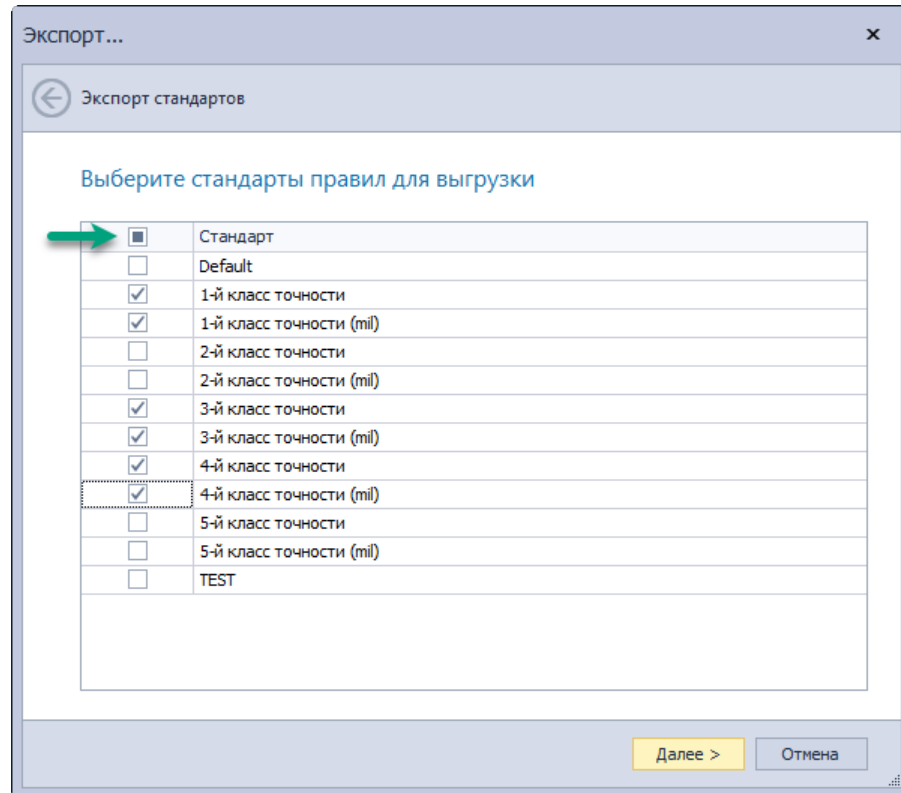 Экспорт...
Экспорт стандартов
Выберите стандарты правил для выгрузки
Стандарт
Default
1-й класс точности
1-й класс точности (mil)
2-й класс точности
2-й класс точности (mil)
3-й класс точности
3-й класс точности (mil)
4-й класс точности
4-й класс точности (mil)
5-й класс точности
5-й класс точности (mil)
TEST
Далее > Отмена